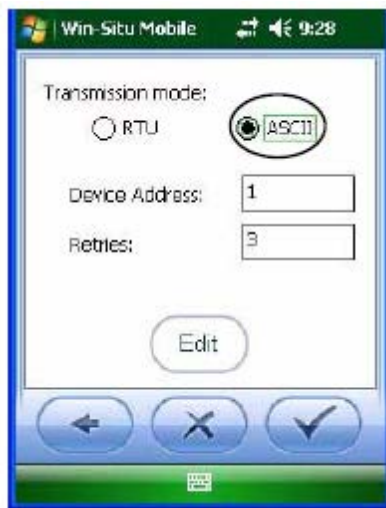 Win-Situ Mobile 9:28
Transmission mode:
RTU ASCII
Device Address: 1
Retries: 3
Edit